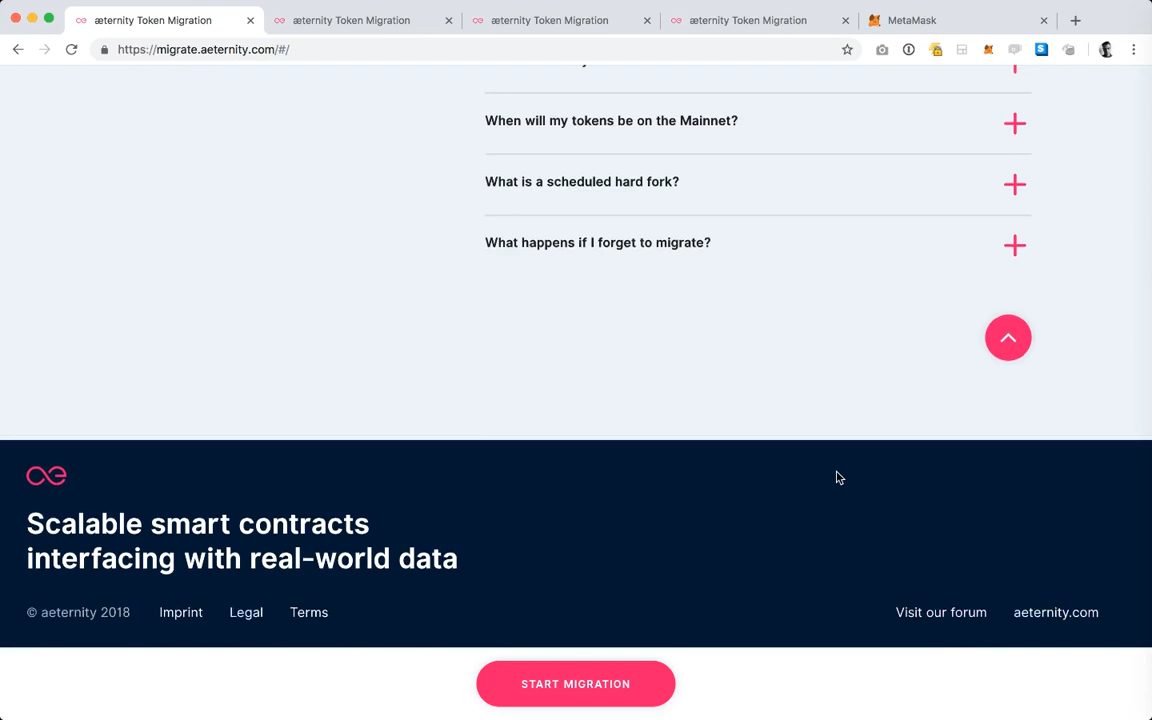 æternity Token Migration
æternity Token Migration
æternity Token Migration
æternity Token Migration
MetaMask
https://migrate.aeternity.com/#/
When will my tokens be on the Mainnet?
What is a scheduled hard fork?
What happens if I forget to migrate?
Scalable smart contracts
interfacing with real-world data
© aeternity 2018 Imprint Legal Terms Visit our forum aeternity.com
START MIGRATION